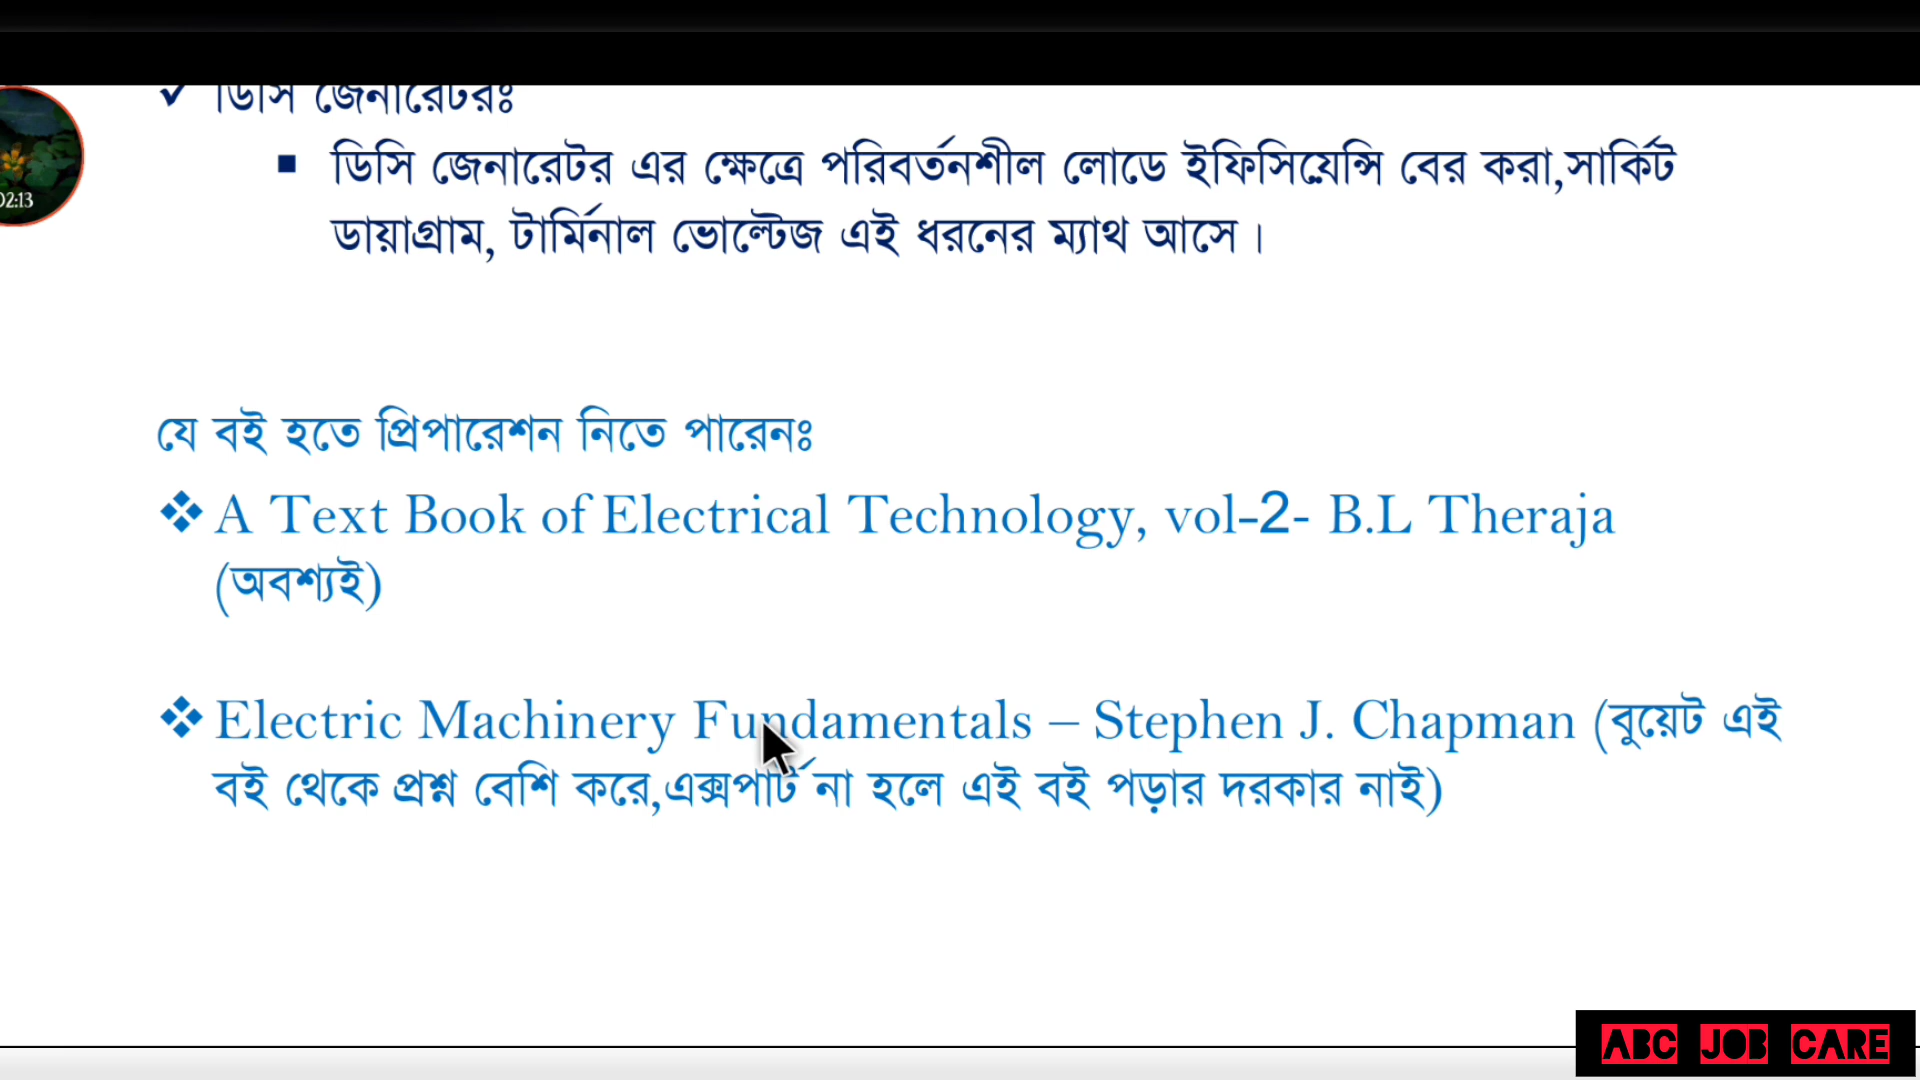 ✓ ডিসি জেনারেটরঃ
02:13
▪ ডিসি জেনারেটর এর ক্ষেত্রে পরিবর্তনশীল লোডে ইফিসিয়েন্সি বের করা,সার্কিট
ডায়াগ্রাম, টার্মিনাল ভোল্টেজ এই ধরনের ম্যাথ আসে।
যে বই হতে প্রিপারেশন নিতে পারেনঃ
❖ A Text Book of Electrical Technology, vol-2- B.L Theraja
(অবশ্যই)
❖ Electric Machinery Fundamentals – Stephen J. Chapman (বুয়েট এই
বই থেকে প্রশ্ন বেশি করে,এক্সপার্ট না হলে এই বই পড়ার দরকার নাই)
ABC JOB CARE